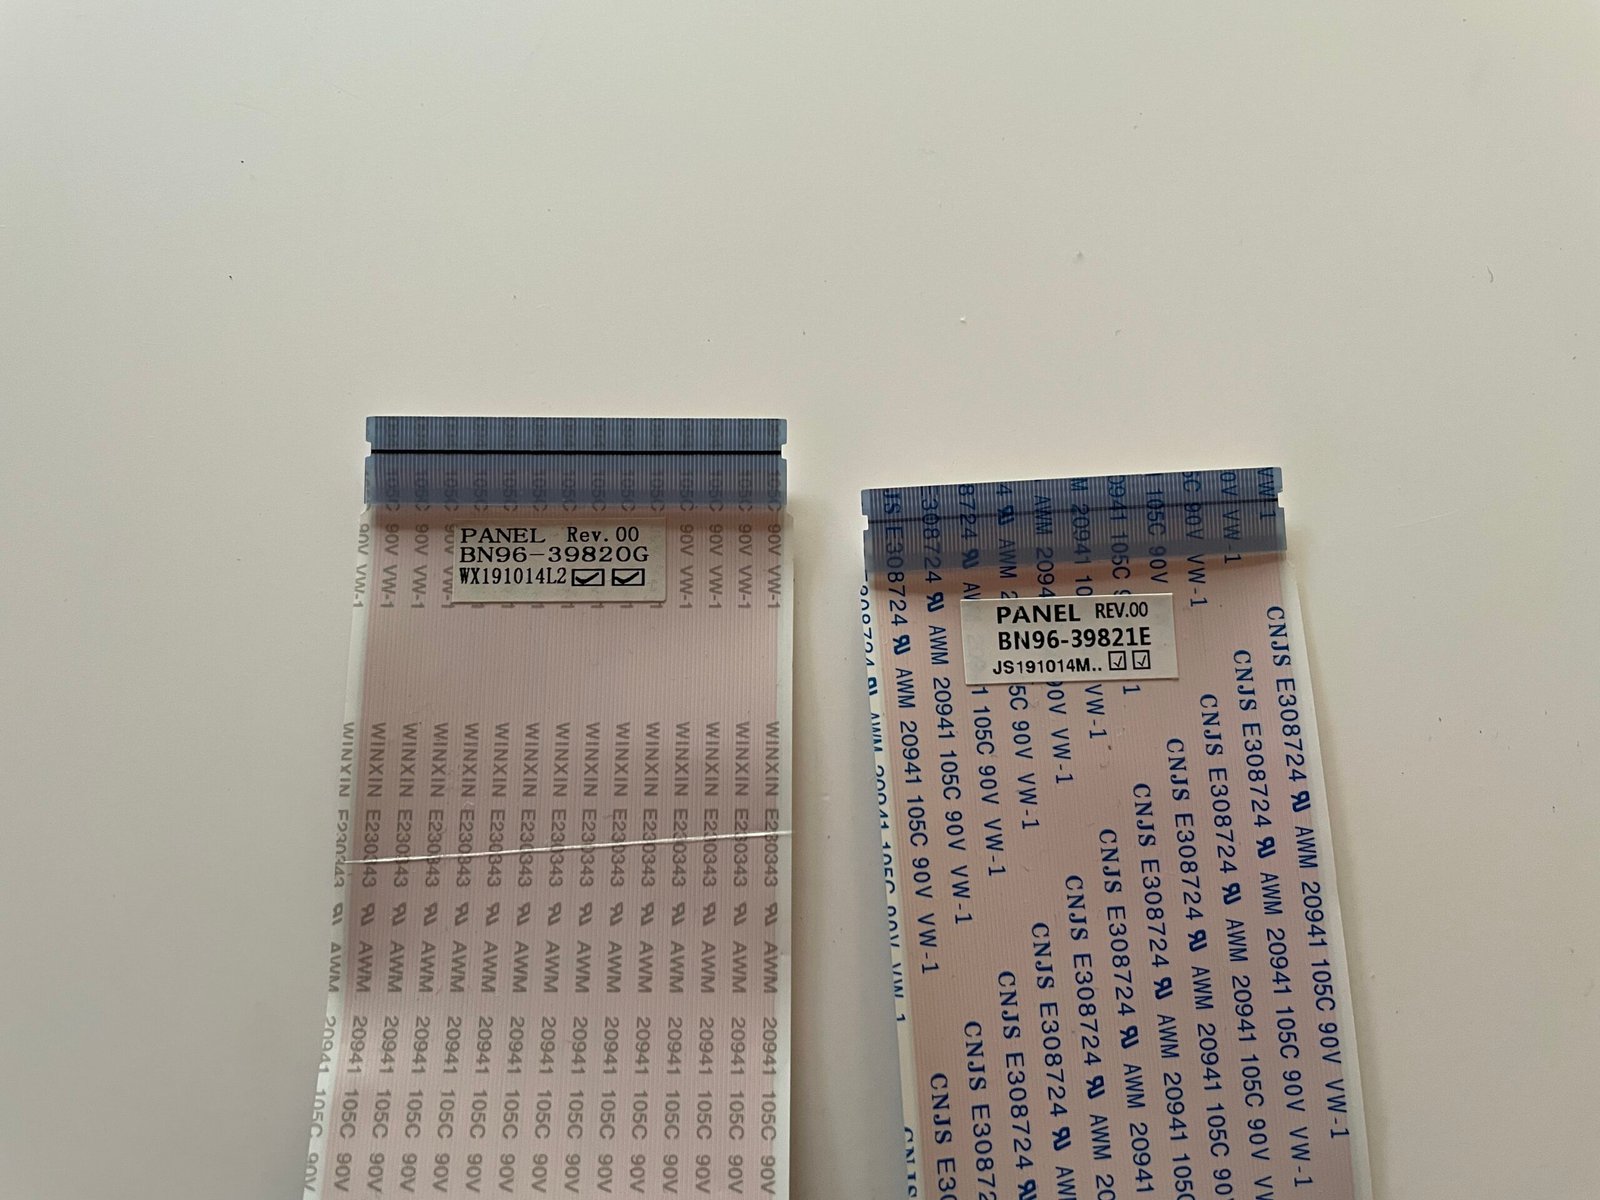 PANEL Rev.00
BN96-39820G
WX191014L2
PANEL REV.00
BN96-39821E
JS191014M..
WINXIN E230343 AWM 20941 105C 90V VW-1
CNJS E308724 AWM 20941 105C 90V VW-1